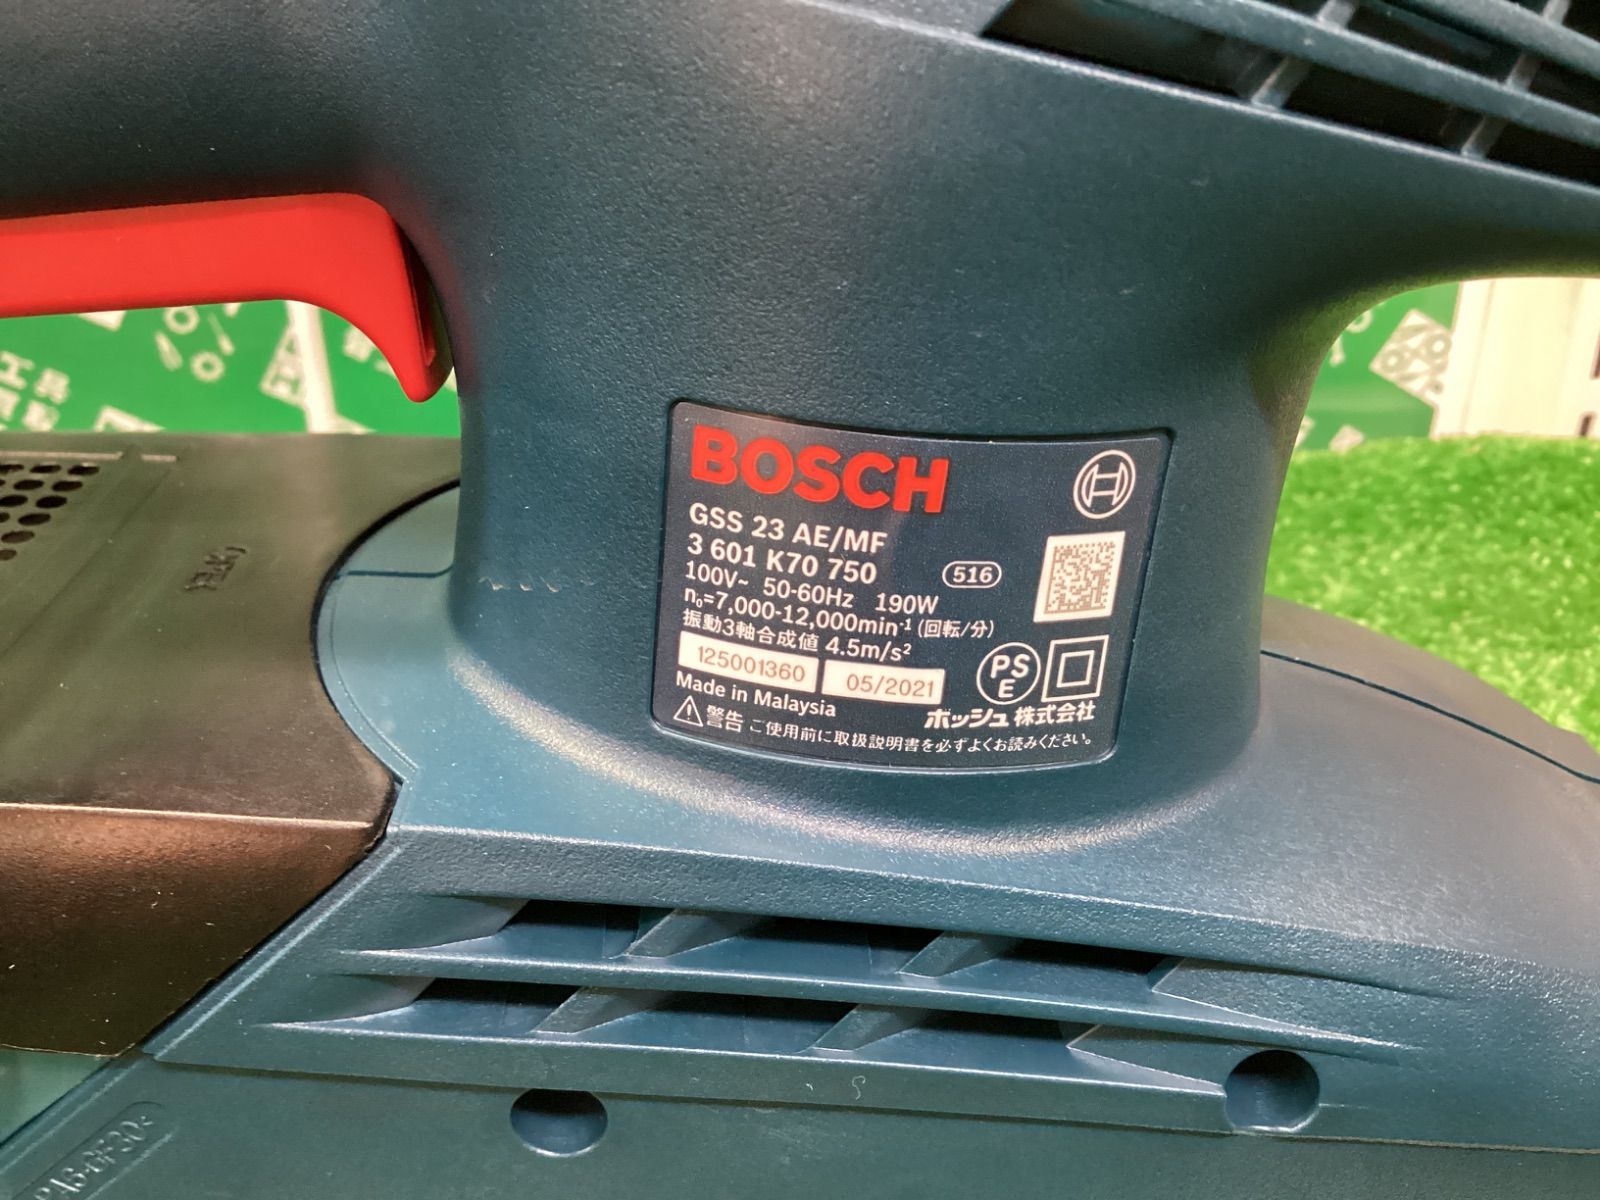 BOSCH
GSS 23 AE/MF
3 601 K70 750
516
100V~ 50-60Hz 190W
n₀=7,000-12,000min⁻¹ (回転/分)
振動3軸合成値 4.5m/s²
125001360 05/2021
PS
E
Made in Malaysia
ボッシュ 株式会社
⚠警告 ご使用前に取扱説明書を必ずよくお読みください。